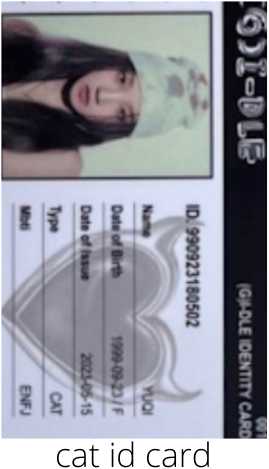 (G)I-DLE
(G)I-DLE IDENTITY CARD
001
ID: 990923180502
Name YUQI
Date of Birth 1999-09-23 / F
Date of Issue 2023-05-15
Type CAT
Mbti ENFJ
cat id card